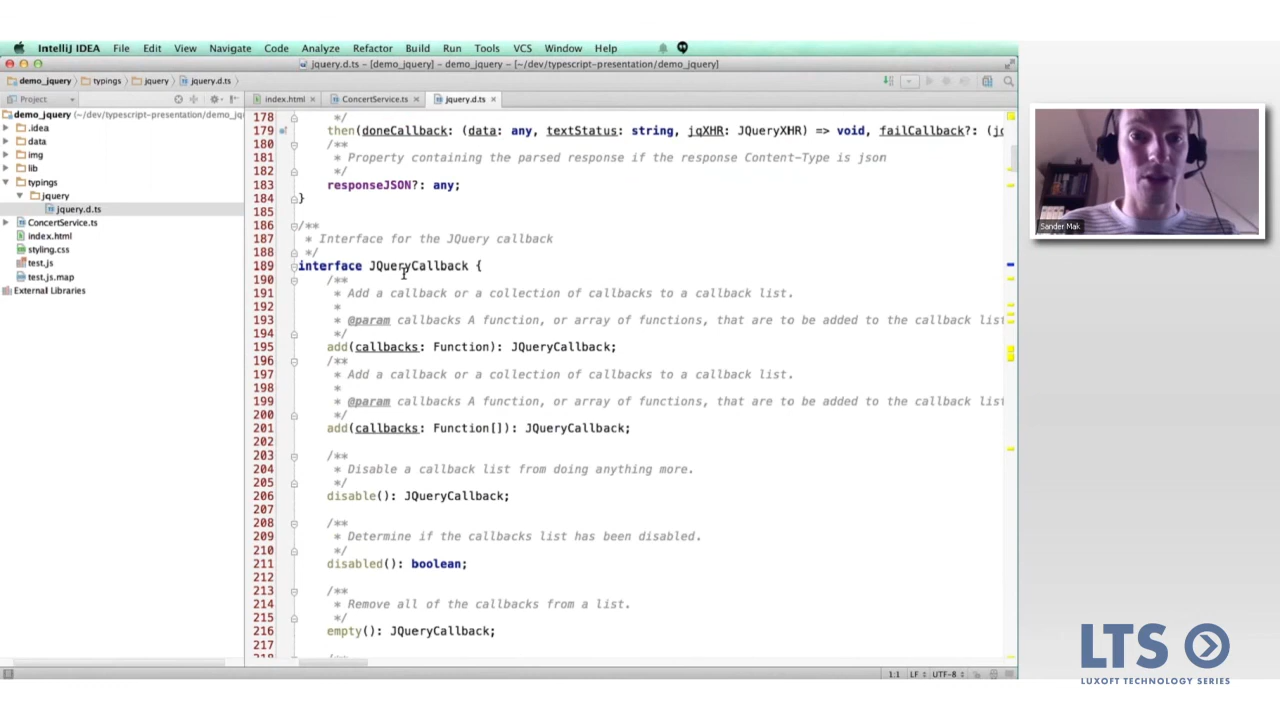 IntelliJ IDEA File Edit View Navigate Code Analyze Refactor Build Run Tools VCS Window Help
jquery.d.ts – [demo_jquery] – demo_jquery – [~/dev/typescript-presentation/demo_jquery]
demo_jquery typings jquery jquery.d.ts
Project
index.html ConcertService.ts jquery.d.ts
demo_jquery (~/dev/typescript-presentation/demo_jq
.idea
data
img
lib
typings
jquery
jquery.d.ts
ConcertService.ts
index.html
styling.css
test.js
test.js.map
External Libraries
178 */
179 then(doneCallback: (data: any, textStatus: string, jqXHR: JQueryXHR) => void, failCallback?: (jq
180 /**
181 * Property containing the parsed response if the response Content-Type is json
182 */
183 responseJSON?: any;
184 }
185
186 /**
187 * Interface for the JQuery callback
188 */
189 interface JQueryCallback {
190 /**
191 * Add a callback or a collection of callbacks to a callback list.
192 *
193 * @param callbacks A function, or array of functions, that are to be added to the callback list
194 */
195 add(callbacks: Function): JQueryCallback;
196 /**
197 * Add a callback or a collection of callbacks to a callback list.
198 *
199 * @param callbacks A function, or array of functions, that are to be added to the callback list
200 */
201 add(callbacks: Function[]): JQueryCallback;
202
203 /**
204 * Disable a callback list from doing anything more.
205 */
206 disable(): JQueryCallback;
207
208 /**
209 * Determine if the callbacks list has been disabled.
210 */
211 disabled(): boolean;
212
213 /**
214 * Remove all of the callbacks from a list.
215 */
216 empty(): JQueryCallback;
217
218 /**
1:1 LF UTF-8
Sander Mak
LTS
LUXOFT TECHNOLOGY SERIES